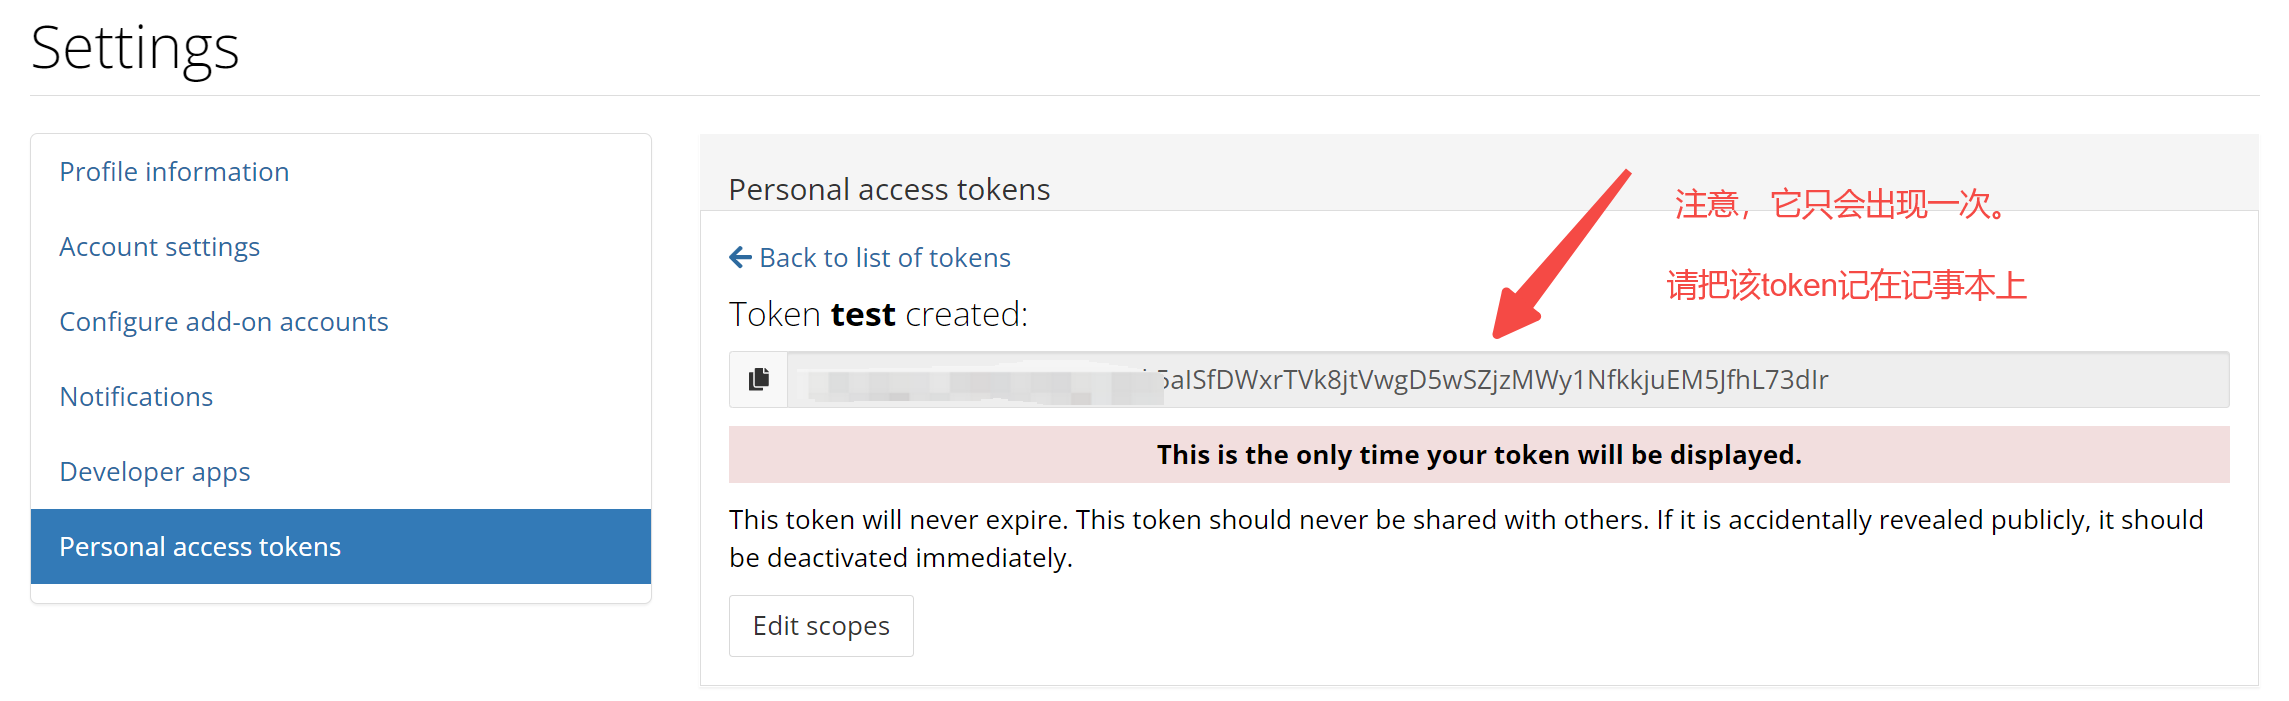 Settings
Profile information
Account settings
Configure add-on accounts
Notifications
Developer apps
Personal access tokens
Personal access tokens
注意，它只会出现一次。
Back to list of tokens
请把该token记在记事本上
Token test created:
5aISfDWxrTVk8jtVwgD5wSZjzMWy1NfkkjuEM5JfhL73dIr
This is the only time your token will be displayed.
This token will never expire. This token should never be shared with others. If it is accidentally revealed publicly, it should
be deactivated immediately.
Edit scopes